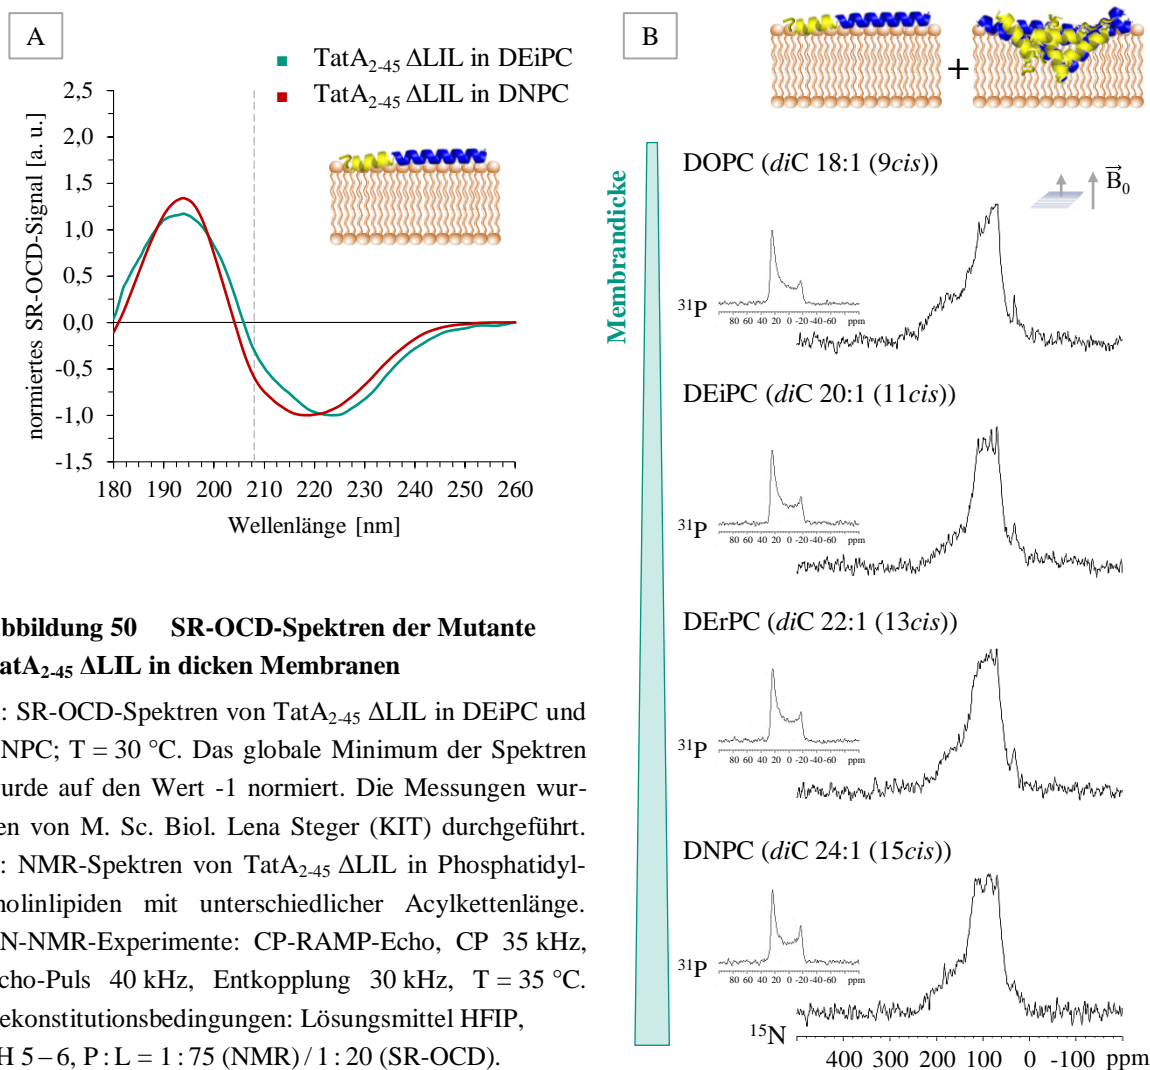 A
TatA2-45 ΔLIL in DEiPC
TatA2-45 ΔLIL in DNPC
normiertes SR-OCD-Signal [a. u.]
2,5
2,0
1,5
1,0
0,5
0,0
-0,5
-1,0
-1,5
180 190 200 210 220 230 240 250 260
Wellenlänge [nm]
bbildung 50 SR-OCD-Spektren der Mutante
atA2-45 ΔLIL in dicken Membranen
: SR-OCD-Spektren von TatA2-45 ΔLIL in DEiPC und
NPC; T = 30 °C. Das globale Minimum der Spektren
urde auf den Wert -1 normiert. Die Messungen wur-
en von M. Sc. Biol. Lena Steger (KIT) durchgeführt.
: NMR-Spektren von TatA2-45 ΔLIL in Phosphatidyl-
holinlipiden mit unterschiedlicher Acylkettenlänge.
N-NMR-Experimente: CP-RAMP-Echo, CP 35 kHz,
cho-Puls 40 kHz, Entkopplung 30 kHz, T = 35 °C.
ekonstitutionsbedingungen: Lösungsmittel HFIP,
H 5 – 6, P : L = 1 : 75 (NMR) / 1 : 20 (SR-OCD).
B
+
Membrandicke
DOPC (diC 18:1 (9cis))
B0
31P
80 60 40 20 0 -20 -40 -60 ppm
DEiPC (diC 20:1 (11cis))
31P
80 60 40 20 0 -20 -40 -60 ppm
DErPC (diC 22:1 (13cis))
31P
80 60 40 20 0 -20 -40 -60 ppm
DNPC (diC 24:1 (15cis))
31P
80 60 40 20 0 -20 -40 -60 ppm
15N
400 300 200 100 0 -100 ppm